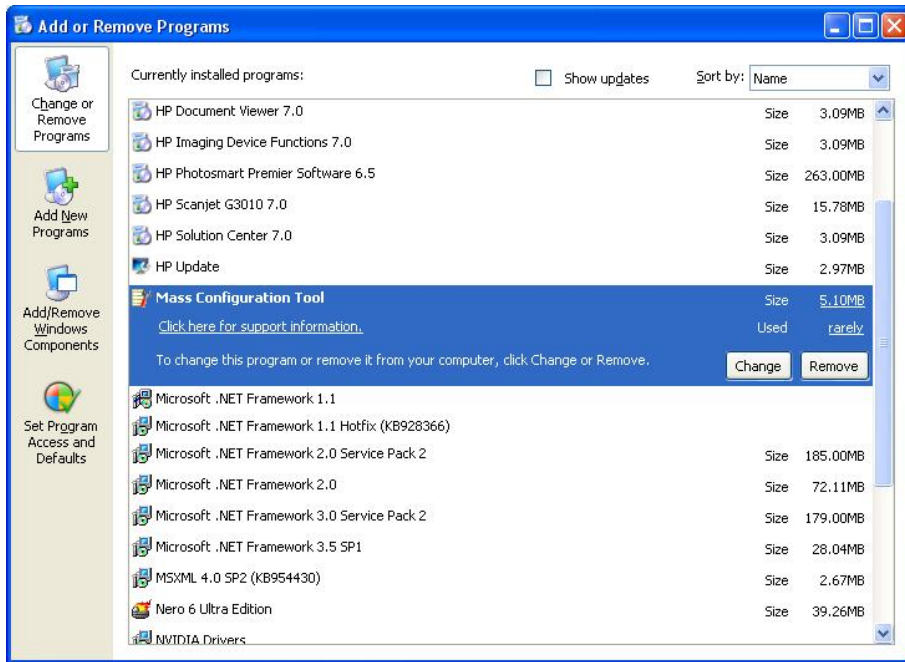 Add or Remove Programs
Change or
Remove
Programs
Add New
Programs
Add/Remove
Windows
Components
Set Program
Access and
Defaults
Currently installed programs:
Show updates
Sort by: Name
HP Document Viewer 7.0 Size 3.09MB
HP Imaging Device Functions 7.0 Size 3.09MB
HP Photosmart Premier Software 6.5 Size 263.00MB
HP Scanjet G3010 7.0 Size 15.78MB
HP Solution Center 7.0 Size 3.09MB
HP Update Size 2.97MB
Mass Configuration Tool Size 5.10MB
Click here for support information. Used rarely
To change this program or remove it from your computer, click Change or Remove. Change Remove
Microsoft .NET Framework 1.1
Microsoft .NET Framework 1.1 Hotfix (KB928366)
Microsoft .NET Framework 2.0 Service Pack 2 Size 185.00MB
Microsoft .NET Framework 2.0 Size 72.11MB
Microsoft .NET Framework 3.0 Service Pack 2 Size 179.00MB
Microsoft .NET Framework 3.5 SP1 Size 28.04MB
MSXML 4.0 SP2 (KB954430) Size 2.67MB
Nero 6 Ultra Edition Size 39.26MB
NVIDIA Drivers